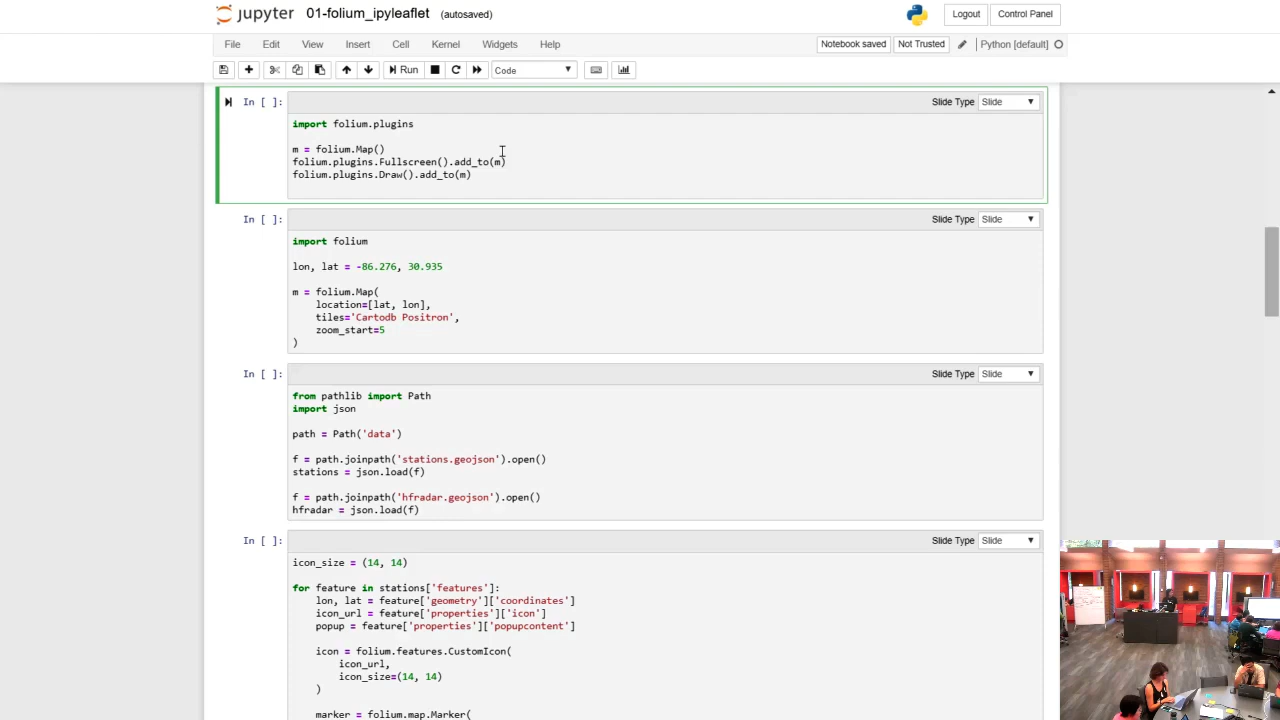 jupyter 01-folium_ipyleaflet (autosaved) Logout Control Panel
File Edit View Insert Cell Kernel Widgets Help Notebook saved Not Trusted Python [default]
Run Code
In [ ]: Slide Type Slide
import folium.plugins
m = folium.Map()
folium.plugins.Fullscreen().add_to(m)
folium.plugins.Draw().add_to(m)
In [ ]: Slide Type Slide
import folium
lon, lat = -86.276, 30.935
m = folium.Map(
location=[lat, lon],
tiles='Cartodb Positron',
zoom_start=5
)
In [ ]: Slide Type Slide
from pathlib import Path
import json
path = Path('data')
f = path.joinpath('stations.geojson').open()
stations = json.load(f)
f = path.joinpath('hfradar.geojson').open()
hfradar = json.load(f)
In [ ]: Slide Type Slide
icon_size = (14, 14)
for feature in stations['features']:
lon, lat = feature['geometry']['coordinates']
icon_url = feature['properties']['icon']
popup = feature['properties']['popupcontent']
icon = folium.features.CustomIcon(
icon_url,
icon_size=(14, 14)
)
marker = folium.map.Marker(